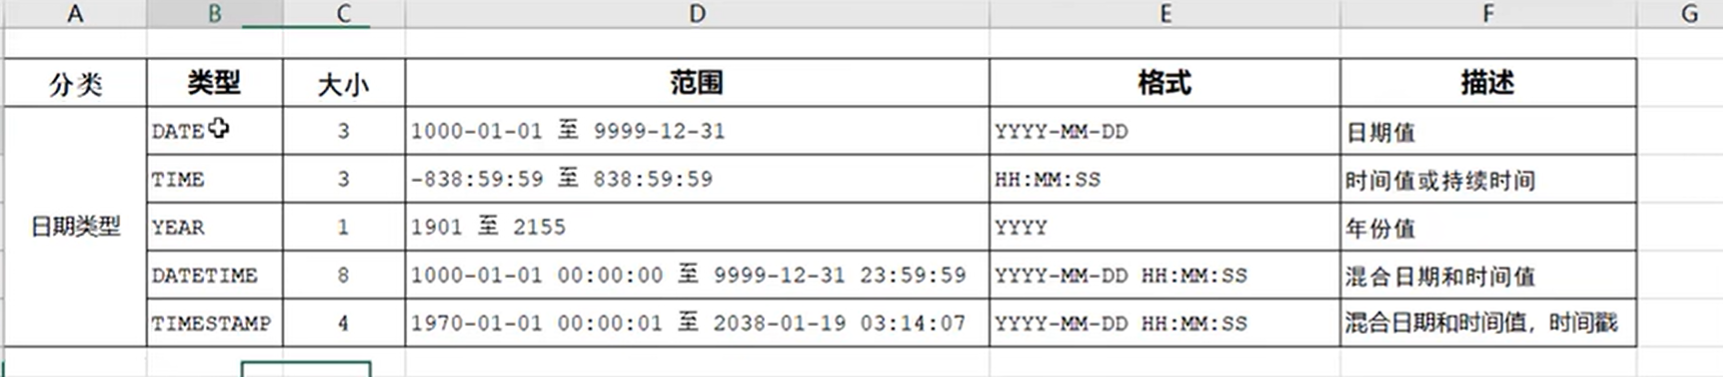 A B C D E F G
分类 类型 大小 范围 格式 描述
日期类型
DATE 3 1000-01-01 至 9999-12-31 YYYY-MM-DD 日期值
TIME 3 -838:59:59 至 838:59:59 HH:MM:SS 时间值或持续时间
YEAR 1 1901 至 2155 YYYY 年份值
DATETIME 8 1000-01-01 00:00:00 至 9999-12-31 23:59:59 YYYY-MM-DD HH:MM:SS 混合日期和时间值
TIMESTAMP 4 1970-01-01 00:00:01 至 2038-01-19 03:14:07 YYYY-MM-DD HH:MM:SS 混合日期和时间值，时间戳